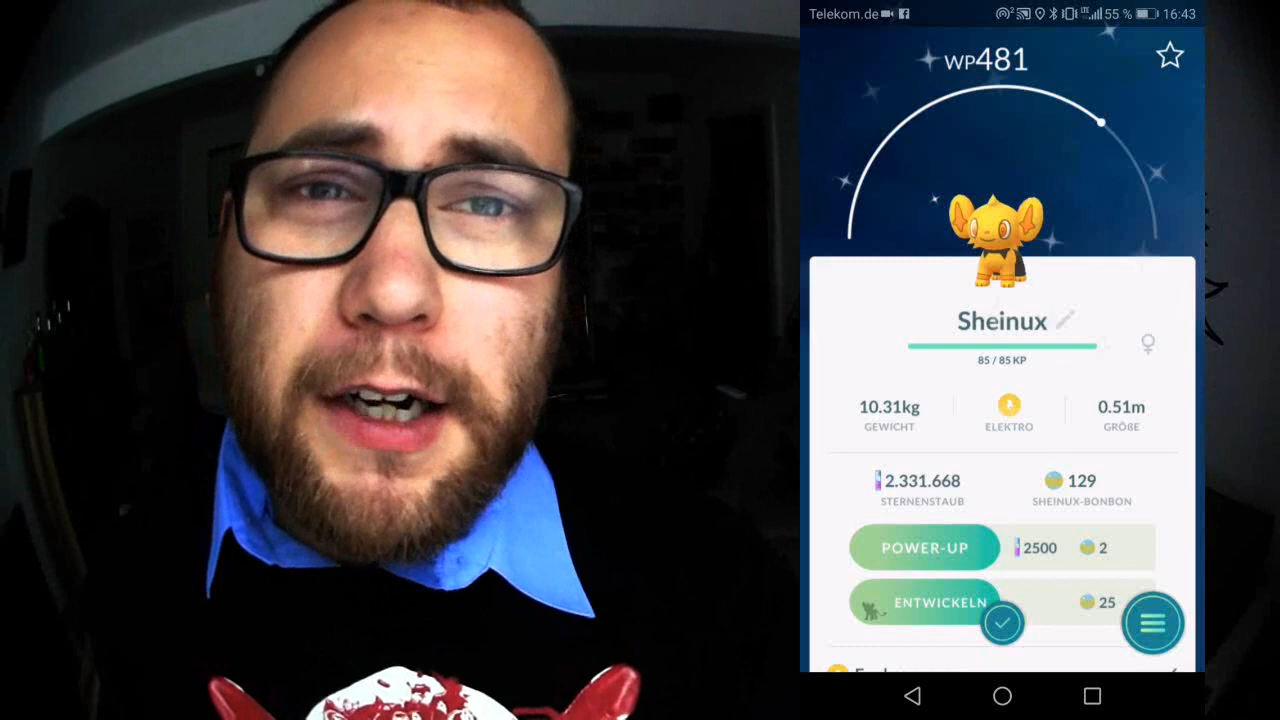 Telekom.de 55 % 16:43
WP481
Sheinux
85 / 85 KP
10.31kg
GEWICHT
ELEKTRO
0.51m
GRÖßE
2.331.668
STERNENSTAUB
129
SHEINUX-BONBON
POWER-UP 2500 2
ENTWICKELN 25